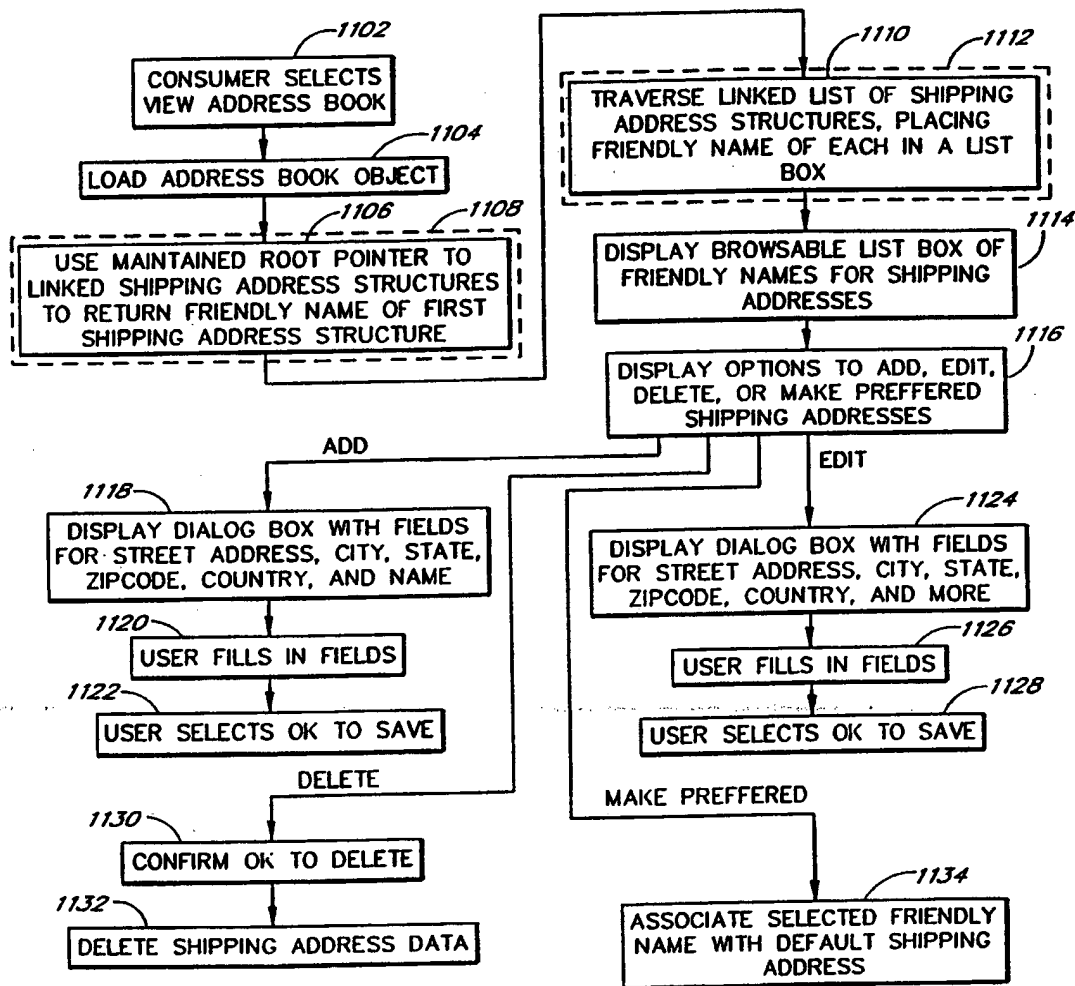 1102
CONSUMER SELECTS
VIEW ADDRESS BOOK.
1104
LOAD ADDRESS BOOK OBJECT
1106
1108
USE MAINTAINED ROOT POINTER TO
LINKED SHIPPING ADDRESS STRUCTURES
TO RETURN FRIENDLY NAME OF FIRST
SHIPPING ADDRESS STRUCTURE
1110
1112
TRAVERSE LINKED LIST OF SHIPPING
ADDRESS STRUCTURES, PLACING
FRIENDLY NAME OF EACH IN A LIST
BOX
1114
DISPLAY BROWSABLE LIST BOX OF
FRIENDLY NAMES FOR SHIPPING
ADDRESSES
1116
DISPLAY OPTIONS TO ADD, EDIT,
DELETE, OR MAKE PREFFERED
SHIPPING ADDRESSES
ADD
EDIT
1118
DISPLAY DIALOG BOX WITH FIELDS
FOR STREET ADDRESS, CITY, STATE,
ZIPCODE, COUNTRY, AND NAME
1120
USER FILLS IN FIELDS
1122
USER SELECTS OK TO SAVE
1124
DISPLAY DIALOG BOX WITH FIELDS
FOR STREET ADDRESS, CITY, STATE,
ZIPCODE, COUNTRY, AND MORE
1126
USER FILLS IN FIELDS
1128
USER SELECTS OK TO SAVE
DELETE
1130
CONFIRM OK TO DELETE
1132
DELETE SHIPPING ADDRESS DATA
MAKE PREFFERED
1134
ASSOCIATE SELECTED FRIENDLY
NAME WITH DEFAULT SHIPPING
ADDRESS